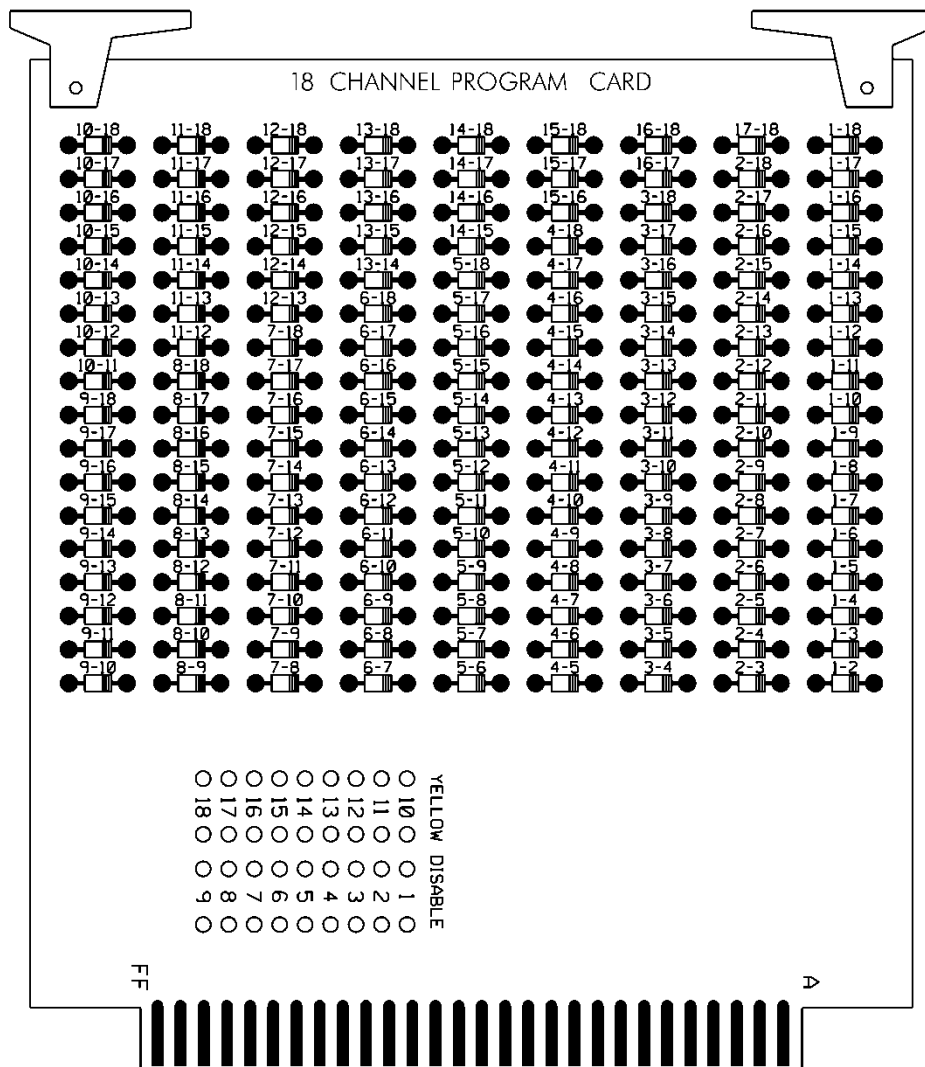 18 CHANNEL PROGRAM CARD
10-18 11-18 12-18 13-18 14-18 15-18 16-18 17-18 1-18
10-17 11-17 12-17 13-17 14-17 15-17 16-17 2-18 1-17
10-16 11-16 12-16 13-16 14-16 15-16 3-18 2-17 1-16
10-15 11-15 12-15 13-15 14-15 4-18 3-17 2-16 1-15
10-14 11-14 12-14 13-14 5-18 4-17 3-16 2-15 1-14
10-13 11-13 12-13 6-18 5-17 4-16 3-15 2-14 1-13
10-12 11-12 7-18 6-17 5-16 4-15 3-14 2-13 1-12
10-11 8-18 7-17 6-16 5-15 4-14 3-13 2-12 1-11
9-18 8-17 7-16 6-15 5-14 4-13 3-12 2-11 1-10
9-17 8-16 7-15 6-14 5-13 4-12 3-11 2-10 1-9
9-16 8-15 7-14 6-13 5-12 4-11 3-10 2-9 1-8
9-15 8-14 7-13 6-12 5-11 4-10 3-9 2-8 1-7
9-14 8-13 7-12 6-11 5-10 4-9 3-8 2-7 1-6
9-13 8-12 7-11 6-10 5-9 4-8 3-7 2-6 1-5
9-12 8-11 7-10 6-9 5-8 4-7 3-6 2-5 1-4
9-11 8-10 7-9 6-8 5-7 4-6 3-5 2-4 1-3
9-10 8-9 7-8 6-7 5-6 4-5 3-4 2-3 1-2
YELLOW DISABLE
18 17 16 15 14 13 12 11 10
9 8 7 6 5 4 3 2 1
FF A